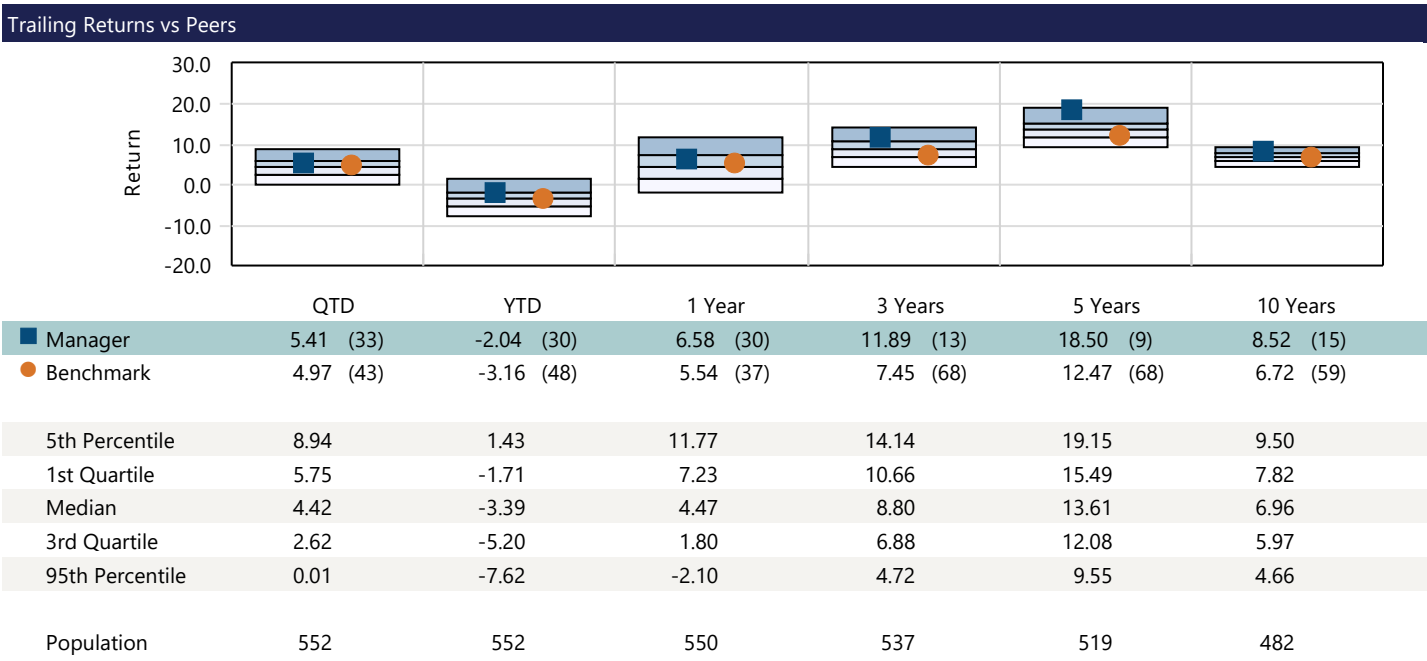 Trailing Returns vs Peers
30.0
20.0
10.0
0.0
-10.0
-20.0
Return
QTD YTD 1 Year 3 Years 5 Years 10 Years
Manager 5.41 (33) -2.04 (30) 6.58 (30) 11.89 (13) 18.50 (9) 8.52 (15)
Benchmark 4.97 (43) -3.16 (48) 5.54 (37) 7.45 (68) 12.47 (68) 6.72 (59)
5th Percentile 8.94 1.43 11.77 14.14 19.15 9.50
1st Quartile 5.75 -1.71 7.23 10.66 15.49 7.82
Median 4.42 -3.39 4.47 8.80 13.61 6.96
3rd Quartile 2.62 -5.20 1.80 6.88 12.08 5.97
95th Percentile 0.01 -7.62 -2.10 4.72 9.55 4.66
Population 552 552 550 537 519 482